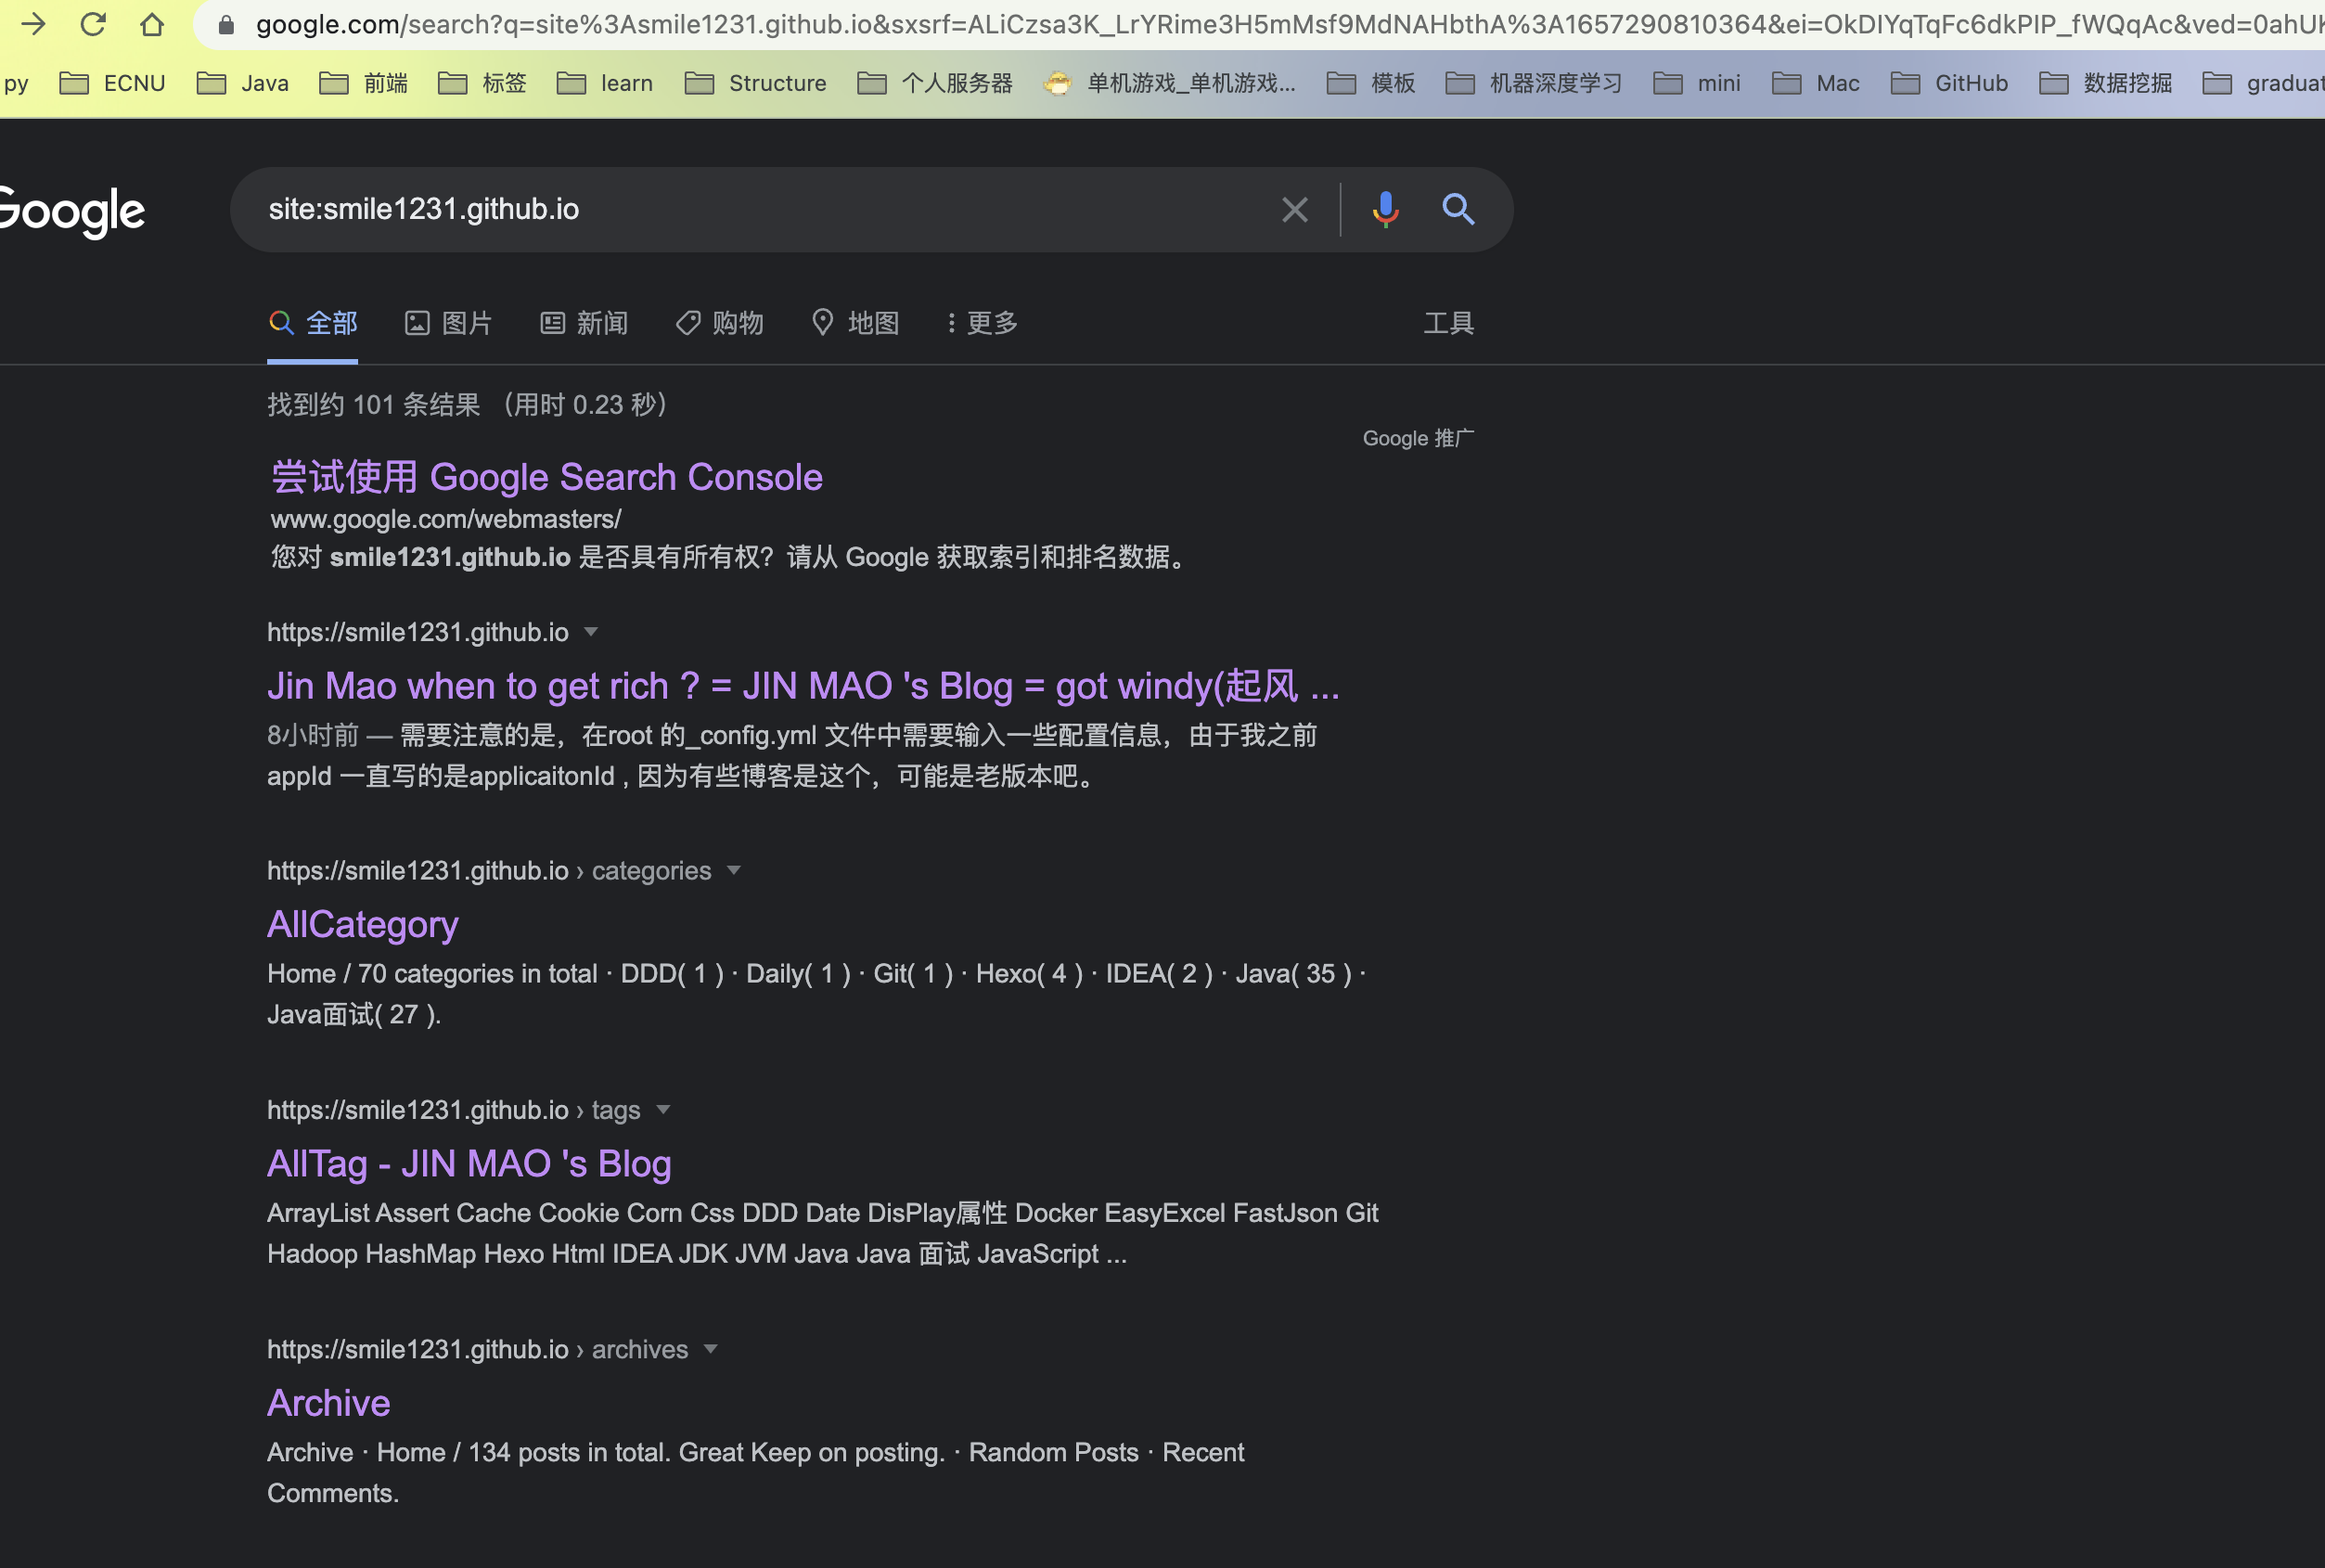 google.com/search?q=site%3Asmile1231.github.io&sxsrf=ALiCzsa3K_LrYRime3H5mMsf9MdNAHbthA%3A1657290810364&ei=OkDIYqTqFc6dkPIP_fWQqAc&ved=0ahUK
py ECNU Java 前端 标签 learn Structure 个人服务器 单机游戏_单机游戏... 模板 机器深度学习 mini Mac GitHub 数据挖掘 graduat
Google
site:smile1231.github.io
全部 图片 新闻 购物 地图 更多 工具
找到约 101 条结果 （用时 0.23 秒）
Google 推广
尝试使用 Google Search Console
www.google.com/webmasters/
您对 smile1231.github.io 是否具有所有权？请从 Google 获取索引和排名数据。
https://smile1231.github.io
Jin Mao when to get rich ? = JIN MAO 's Blog = got windy(起风 ...
8小时前 — 需要注意的是，在root 的_config.yml 文件中需要输入一些配置信息，由于我之前
appId 一直写的是applicaitonId , 因为有些博客是这个，可能是老版本吧。
https://smile1231.github.io › categories
AllCategory
Home / 70 categories in total · DDD( 1 ) · Daily( 1 ) · Git( 1 ) · Hexo( 4 ) · IDEA( 2 ) · Java( 35 ) ·
Java面试( 27 ).
https://smile1231.github.io › tags
AllTag - JIN MAO 's Blog
ArrayList Assert Cache Cookie Corn Css DDD Date DisPlay属性 Docker EasyExcel FastJson Git
Hadoop HashMap Hexo Html IDEA JDK JVM Java Java 面试 JavaScript ...
https://smile1231.github.io › archives
Archive
Archive · Home / 134 posts in total. Great Keep on posting. · Random Posts · Recent
Comments.